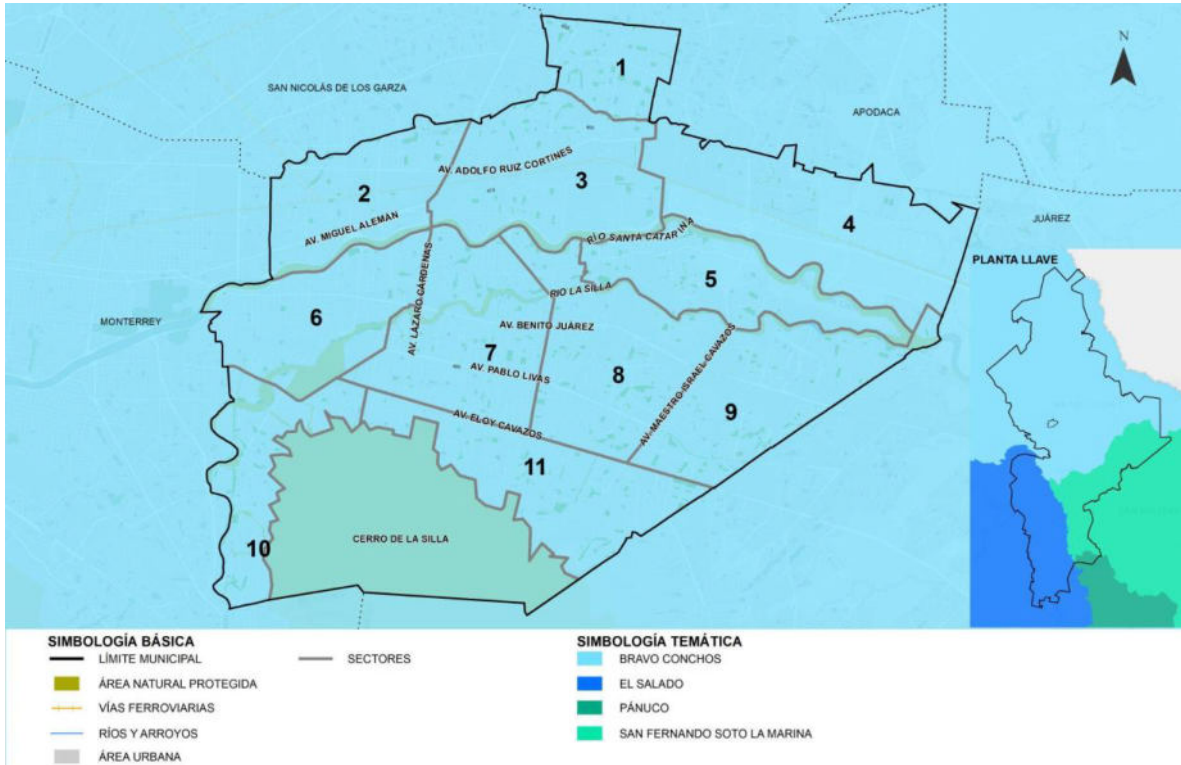 N
1
SAN NICOLÁS DE LOS GARZA
APODACA
AV. ADOLFO RUIZ CORTINES
2
3
4
JUÁREZ
AV. MIGUEL ALEMÁN
RÍO SANTA CATARINA
PLANTA LLAVE
5
RIO LA SILLA
MONTERREY
6
AV. LÁZARO CÁRDENAS
AV. BENITO JUÁREZ
7
AV. PABLO LIVAS
8
AV. MAESTRO ISRAEL CAVAZOS
9
AV. ELOY CAVAZOS
11
CERRO DE LA SILLA
10
SIMBOLOGÍA BÁSICA
LÍMITE MUNICIPAL
SECTORES
ÁREA NATURAL PROTEGIDA
VÍAS FERROVIARIAS
RÍOS Y ARROYOS
ÁREA URBANA
SIMBOLOGÍA TEMÁTICA
BRAVO CONCHOS
EL SALADO
PÁNUCO
SAN FERNANDO SOTO LA MARINA